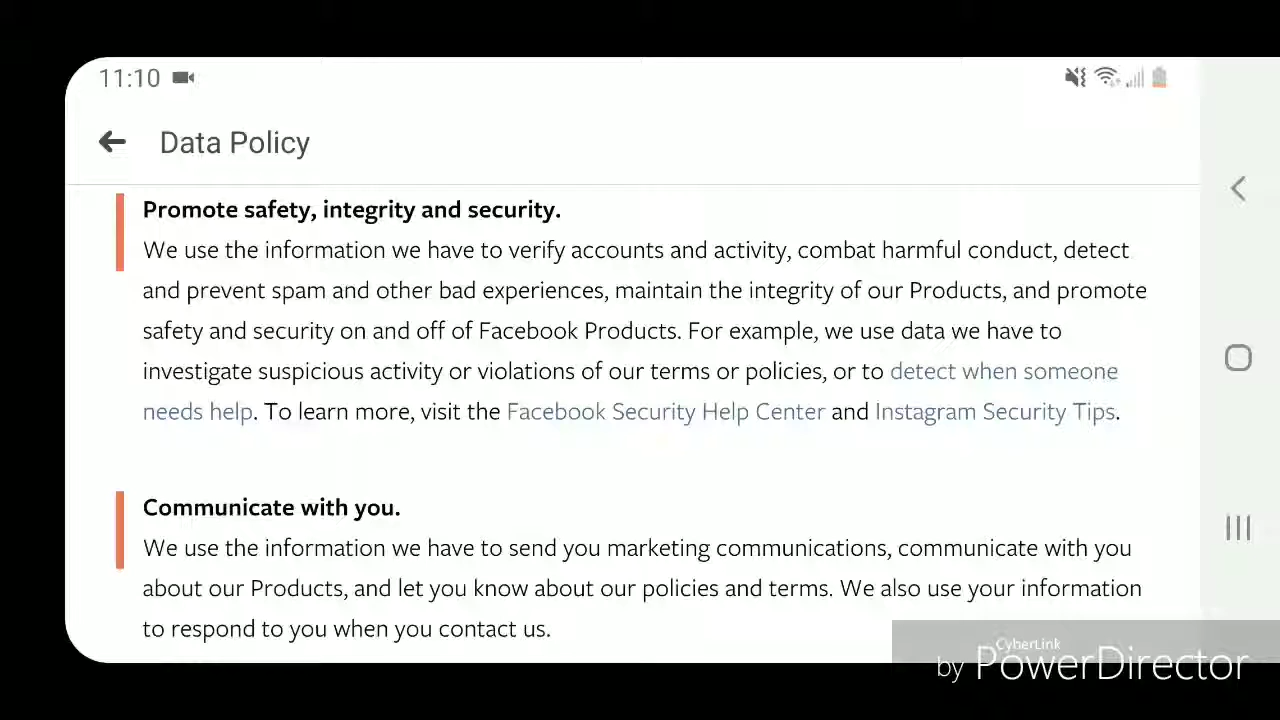 11:10
Data Policy
Promote safety, integrity and security.
We use the information we have to verify accounts and activity, combat harmful conduct, detect
and prevent spam and other bad experiences, maintain the integrity of our Products, and promote
safety and security on and off of Facebook Products. For example, we use data we have to
investigate suspicious activity or violations of our terms or policies, or to detect when someone
needs help. To learn more, visit the Facebook Security Help Center and Instagram Security Tips.
Communicate with you.
We use the information we have to send you marketing communications, communicate with you
about our Products, and let you know about our policies and terms. We also use your information
to respond to you when you contact us.
CyberLink
by PowerDirector